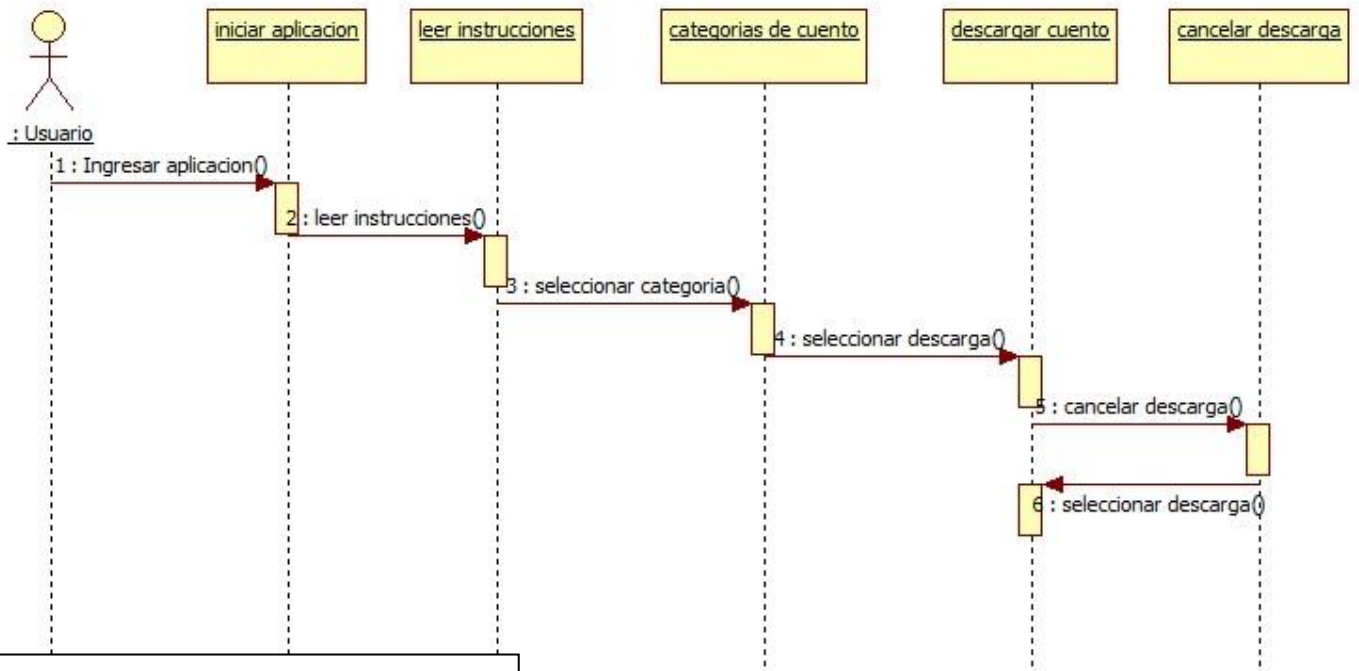 iniciar aplicacion
leer instrucciones
categorias de cuento
descargar cuento
cancelar descarga
: Usuario
1 : Ingresar aplicacion()
2 : leer instrucciones()
3 : seleccionar categoria()
4 : seleccionar descarga()
5 : cancelar descarga()
6 : seleccionar descarga()